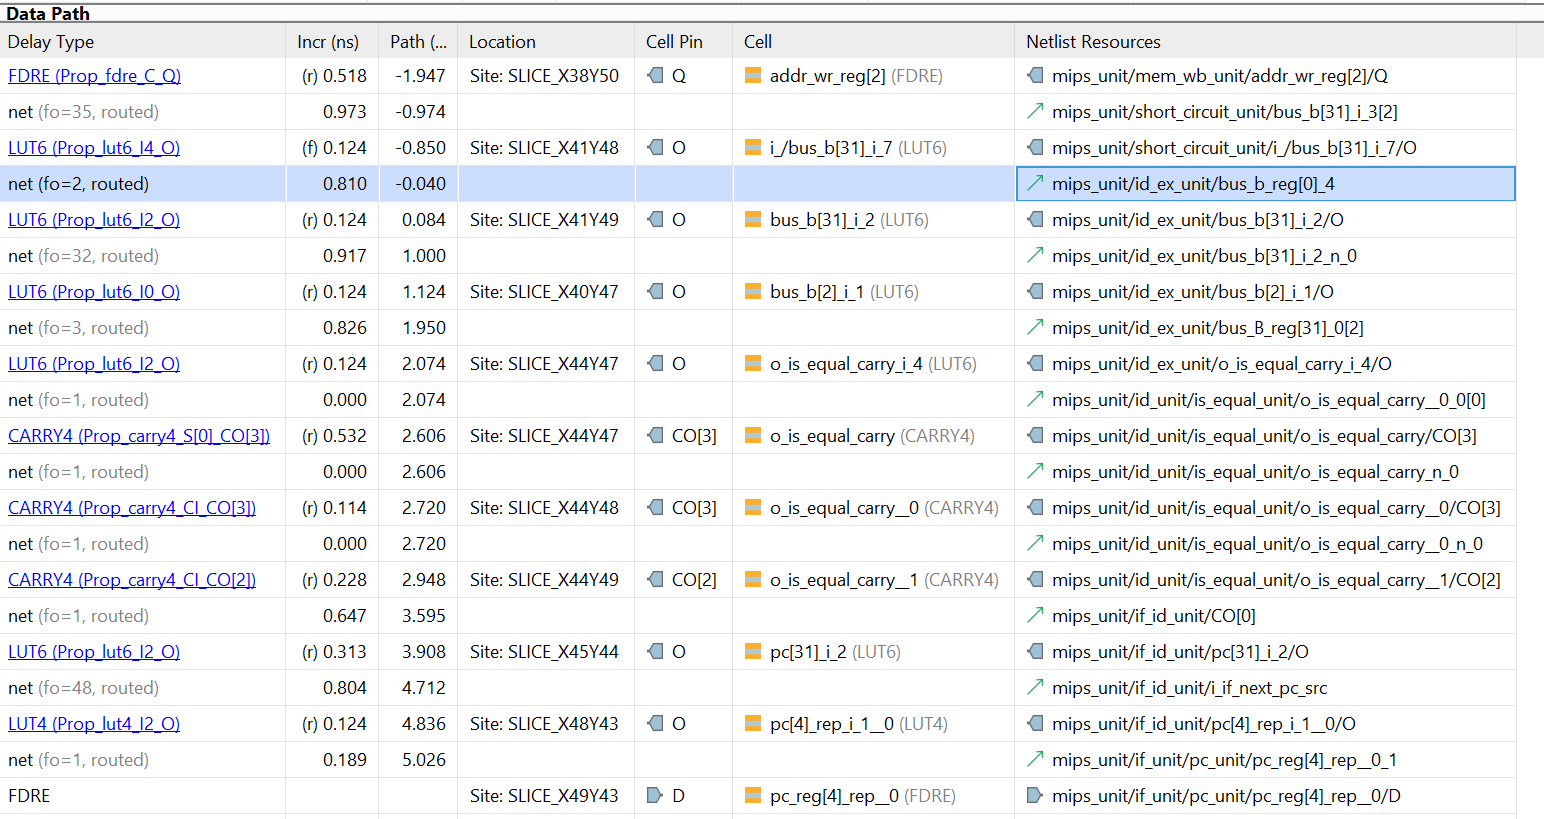 Data Path
Delay Type Incr (ns) Path (... Location Cell Pin Cell Netlist Resources
FDRE (Prop_fdre_C_Q) (r) 0.518 -1.947 Site: SLICE_X38Y50 Q addr_wr_reg[2] (FDRE) mips_unit/mem_wb_unit/addr_wr_reg[2]/Q
net (fo=35, routed) 0.973 -0.974 mips_unit/short_circuit_unit/bus_b[31]_i_3[2]
LUT6 (Prop_lut6_I4_O) (f) 0.124 -0.850 Site: SLICE_X41Y48 O i_/bus_b[31]_i_7 (LUT6) mips_unit/short_circuit_unit/i_/bus_b[31]_i_7/O
net (fo=2, routed) 0.810 -0.040 mips_unit/id_ex_unit/bus_b_reg[0]_4
LUT6 (Prop_lut6_I2_O) (r) 0.124 0.084 Site: SLICE_X41Y49 O bus_b[31]_i_2 (LUT6) mips_unit/id_ex_unit/bus_b[31]_i_2/O
net (fo=32, routed) 0.917 1.000 mips_unit/id_ex_unit/bus_b[31]_i_2_n_0
LUT6 (Prop_lut6_I0_O) (r) 0.124 1.124 Site: SLICE_X40Y47 O bus_b[2]_i_1 (LUT6) mips_unit/id_ex_unit/bus_b[2]_i_1/O
net (fo=3, routed) 0.826 1.950 mips_unit/id_ex_unit/bus_B_reg[31]_0[2]
LUT6 (Prop_lut6_I2_O) (r) 0.124 2.074 Site: SLICE_X44Y47 O o_is_equal_carry_i_4 (LUT6) mips_unit/id_ex_unit/o_is_equal_carry_i_4/O
net (fo=1, routed) 0.000 2.074 mips_unit/id_unit/is_equal_unit/o_is_equal_carry__0_0[0]
CARRY4 (Prop_carry4_S[0]_CO[3]) (r) 0.532 2.606 Site: SLICE_X44Y47 CO[3] o_is_equal_carry (CARRY4) mips_unit/id_unit/is_equal_unit/o_is_equal_carry/CO[3]
net (fo=1, routed) 0.000 2.606 mips_unit/id_unit/is_equal_unit/o_is_equal_carry_n_0
CARRY4 (Prop_carry4_CI_CO[3]) (r) 0.114 2.720 Site: SLICE_X44Y48 CO[3] o_is_equal_carry__0 (CARRY4) mips_unit/id_unit/is_equal_unit/o_is_equal_carry__0/CO[3]
net (fo=1, routed) 0.000 2.720 mips_unit/id_unit/is_equal_unit/o_is_equal_carry__0_n_0
CARRY4 (Prop_carry4_CI_CO[2]) (r) 0.228 2.948 Site: SLICE_X44Y49 CO[2] o_is_equal_carry__1 (CARRY4) mips_unit/id_unit/is_equal_unit/o_is_equal_carry__1/CO[2]
net (fo=1, routed) 0.647 3.595 mips_unit/if_id_unit/CO[0]
LUT6 (Prop_lut6_I2_O) (r) 0.313 3.908 Site: SLICE_X45Y44 O pc[31]_i_2 (LUT6) mips_unit/if_id_unit/pc[31]_i_2/O
net (fo=48, routed) 0.804 4.712 mips_unit/if_id_unit/i_if_next_pc_src
LUT4 (Prop_lut4_I2_O) (r) 0.124 4.836 Site: SLICE_X48Y43 O pc[4]_rep_i_1__0 (LUT4) mips_unit/if_id_unit/pc[4]_rep_i_1__0/O
net (fo=1, routed) 0.189 5.026 mips_unit/if_unit/pc_unit/pc_reg[4]_rep__0_1
FDRE Site: SLICE_X49Y43 D pc_reg[4]_rep__0 (FDRE) mips_unit/if_unit/pc_unit/pc_reg[4]_rep__0/D